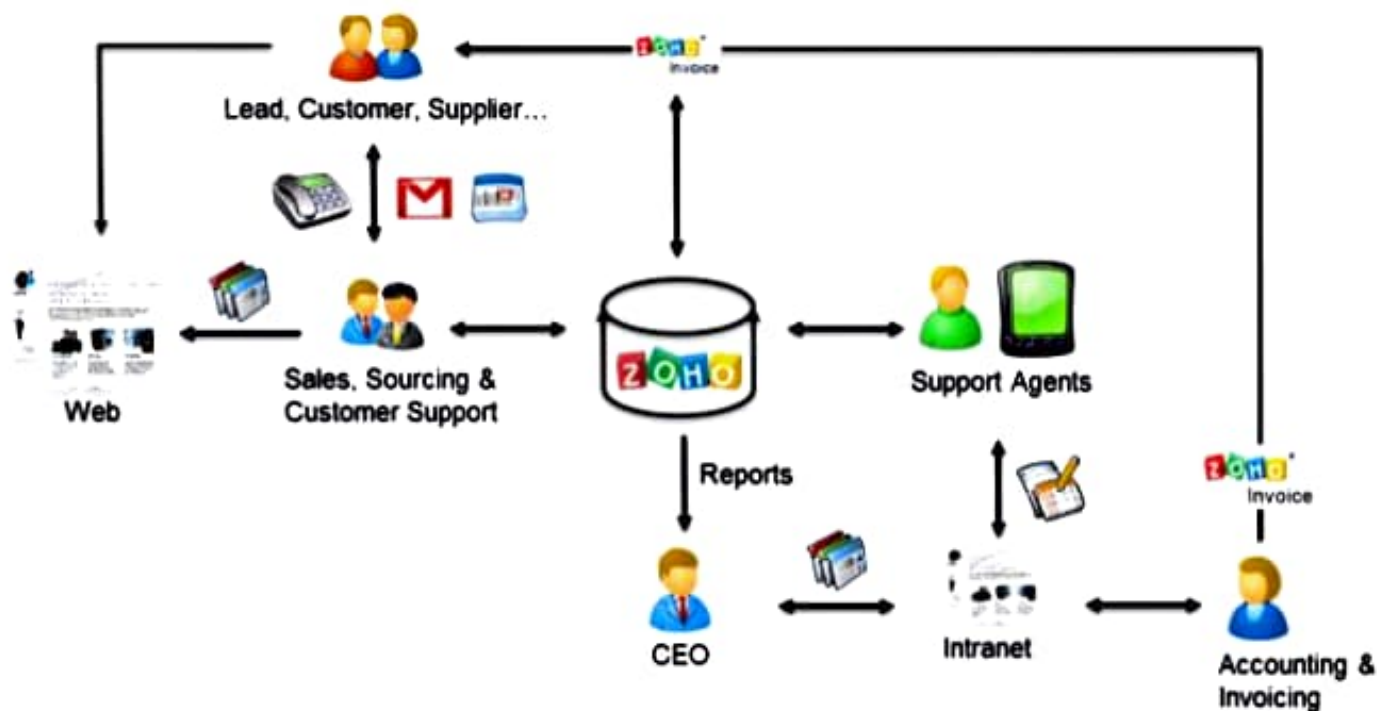 ZOHO
Invoice
Lead, Customer, Supplier...
Web
Sales, Sourcing &
Customer Support
ZOHO
Support Agents
Reports
ZOHO
Invoice
CEO
Intranet
Accounting &
Invoicing